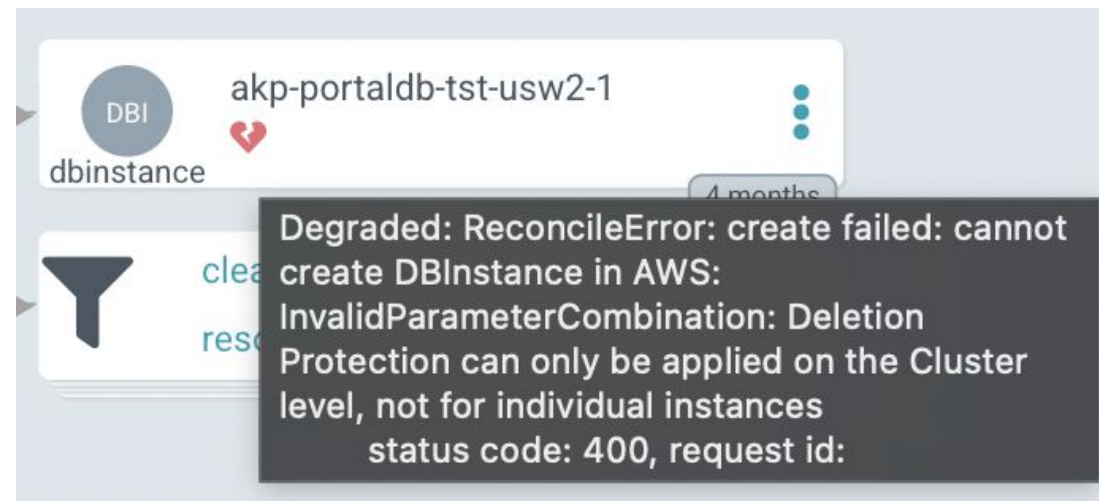 DBI
akp-portaldb-tst-usw2-1
dbinstance
4 months
Degraded: ReconcileError: create failed: cannot
create DBInstance in AWS:
InvalidParameterCombination: Deletion
Protection can only be applied on the Cluster
level, not for individual instances
status code: 400, request id:
clea
reso